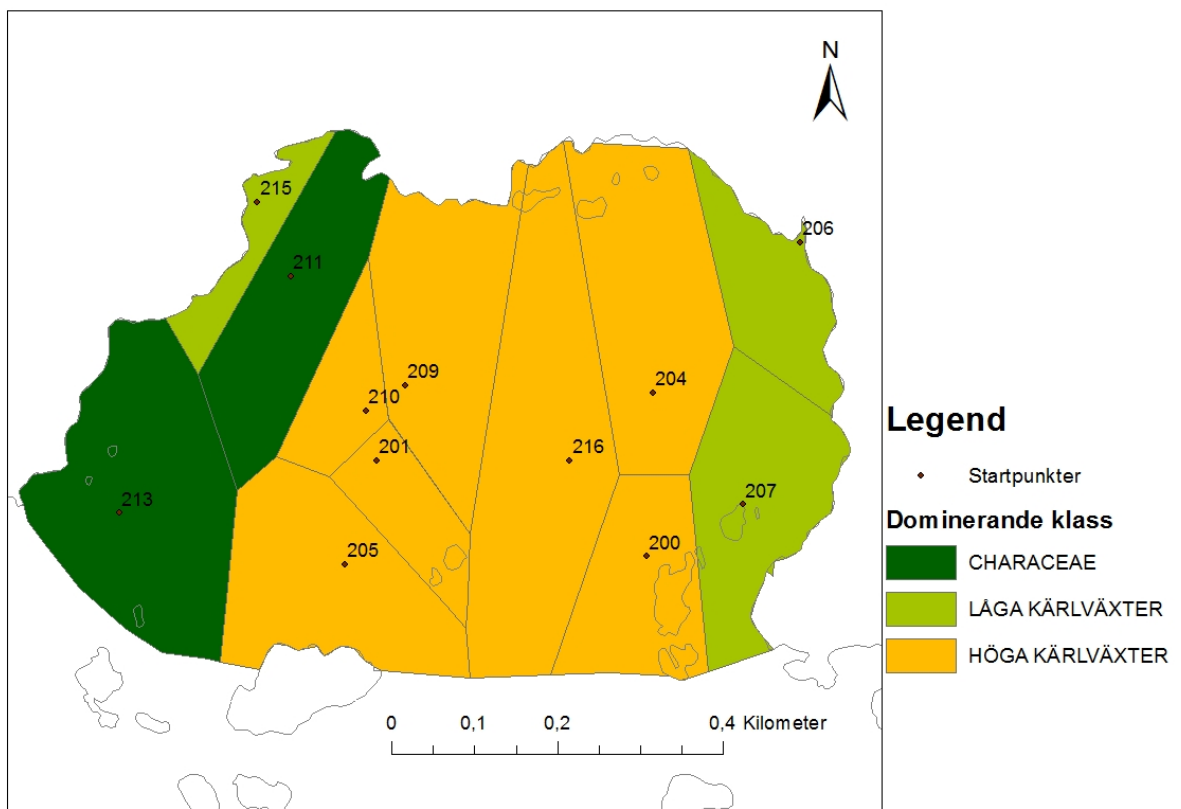 N
215
206
211
209
204
210
201
216
207
213
200
205
0 0,1 0,2 0,4 Kilometer
Legend
Startpunkter
Dominerande klass
CHARACEAE
LÅGA KÄRLVÄXTER
HÖGA KÄRLVÄXTER